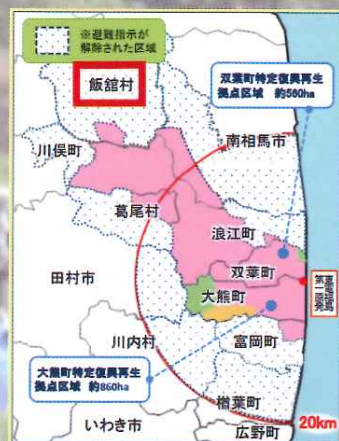 ※避難指示が
解除された区域
飯舘村
双葉町特定復興再生
拠点区域 約560ha
川俣町
南相馬市
葛尾村
浪江町
田村市
双葉町
大熊町
東電福島
第一原発
川内村
富岡町
大熊町特定復興再生
拠点区域 約860ha
楢葉町
いわき市
広野町
20km